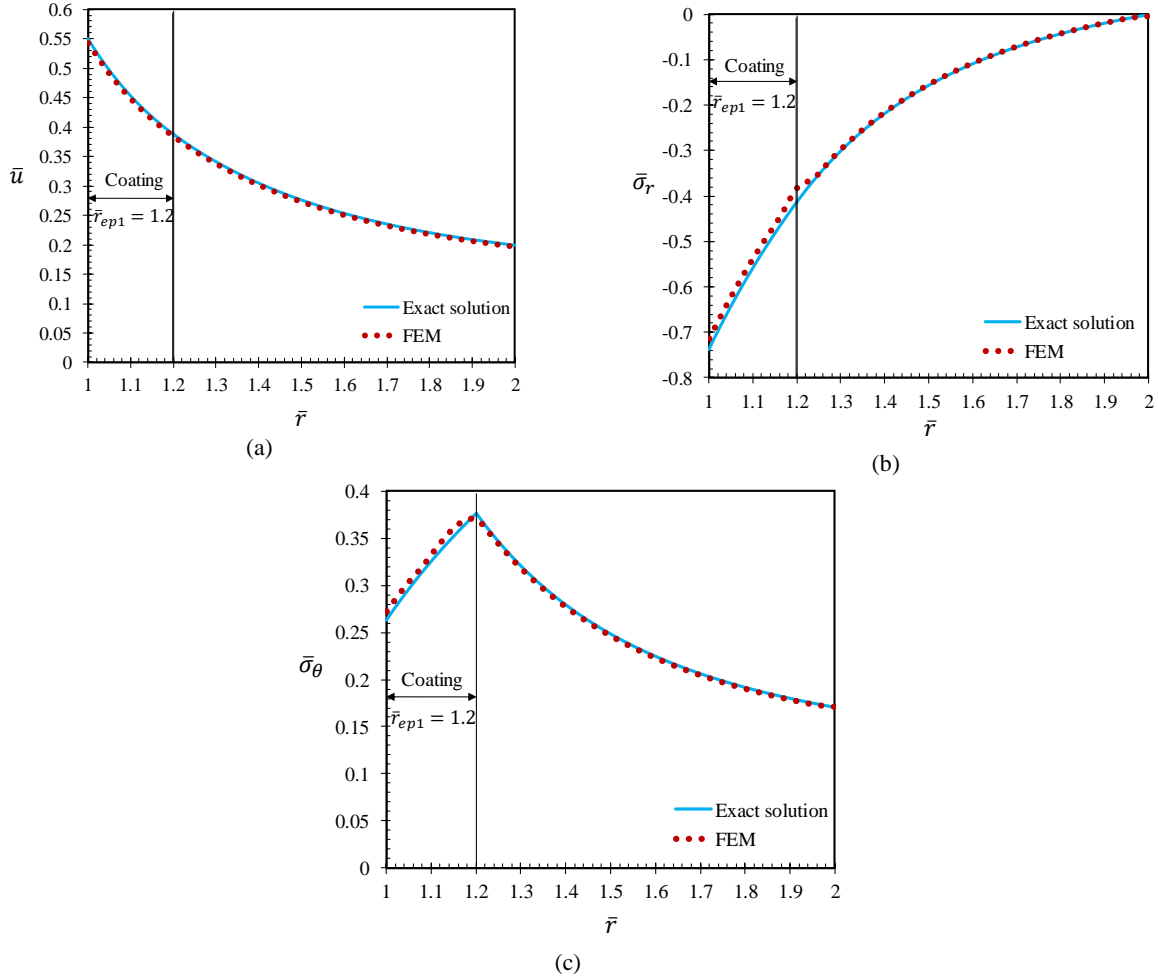 0.6
0.55
0.5
0.45
0.4
0.35
0.3
0.25
0.2
0.15
0.1
0.05
0
ū
Coating
r̄ep1 = 1.2
Exact solution
FEM
1 1.1 1.2 1.3 1.4 1.5 1.6 1.7 1.8 1.9 2
r̄
(a)
0
-0.1
-0.2
-0.3
-0.4
-0.5
-0.6
-0.7
-0.8
σ̄r
Coating
r̄ep1 = 1.2
Exact solution
FEM
1 1.1 1.2 1.3 1.4 1.5 1.6 1.7 1.8 1.9 2
r̄
(b)
0.4
0.35
0.3
0.25
0.2
0.15
0.1
0.05
0
σ̄θ
Coating
r̄ep1 = 1.2
Exact solution
FEM
1 1.1 1.2 1.3 1.4 1.5 1.6 1.7 1.8 1.9 2
r̄
(c)